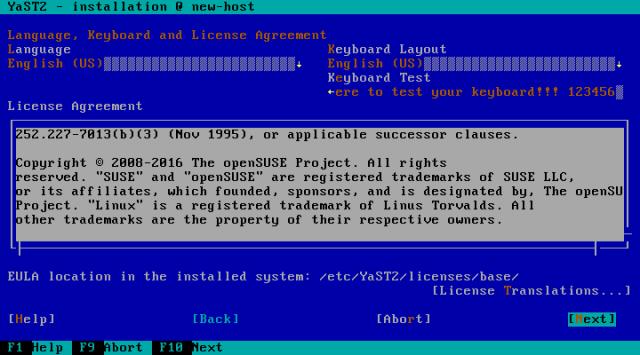 YaST2 - installation @ new-host
Language, Keyboard and License Agreement
Language
Keyboard Layout
English (US)
English (US)
Keyboard Test
ere to test your keyboard!!! 123456
License Agreement
252.227-7013(b)(3) (Nov 1995), or applicable successor clauses.
Copyright © 2008-2016 The openSUSE Project. All rights
reserved. "SUSE" and "openSUSE" are registered trademarks of SUSE LLC,
or its affiliates, which founded, sponsors, and is designated by, The openSU
Project. "Linux" is a registered trademark of Linus Torvalds. All
other trademarks are the property of their respective owners.
EULA location in the installed system: /etc/YaST2/licenses/base/
[License Translations...]
[Help] [Back] [Abort] [Next]
F1 Help F9 Abort F10 Next